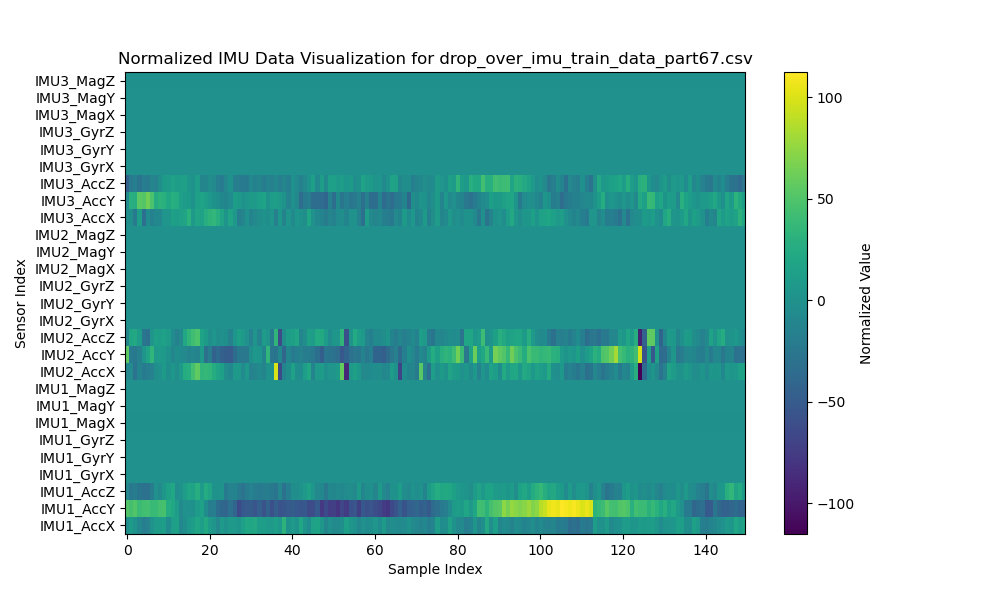 Normalized IMU Data Visualization for drop_over_imu_train_data_part67.csv
IMU3_MagZ
IMU3_MagY
IMU3_MagX
IMU3_GyrZ
IMU3_GyrY
IMU3_GyrX
IMU3_AccZ
IMU3_AccY
IMU3_AccX
IMU2_MagZ
IMU2_MagY
IMU2_MagX
IMU2_GyrZ
IMU2_GyrY
IMU2_GyrX
IMU2_AccZ
IMU2_AccY
IMU2_AccX
IMU1_MagZ
IMU1_MagY
IMU1_MagX
IMU1_GyrZ
IMU1_GyrY
IMU1_GyrX
IMU1_AccZ
IMU1_AccY
IMU1_AccX
Sensor Index
0 20 40 60 80 100 120 140
Sample Index
100
50
0
−50
−100
Normalized Value